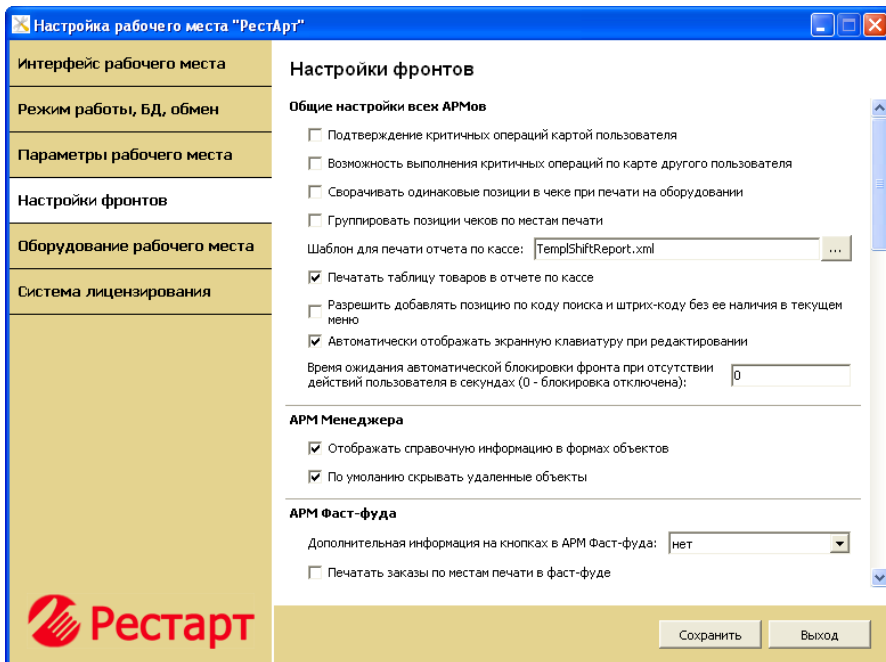 Настройка рабочего места "РестАрт"
Интерфейс рабочего места
Режим работы, БД, обмен
Параметры рабочего места
Настройки фронтов
Оборудование рабочего места
Система лицензирования
Рестарт
Настройки фронтов
Общие настройки всех АРМов
Подтверждение критичных операций картой пользователя
Возможность выполнения критичных операций по карте другого пользователя
Сворачивать одинаковые позиции в чеке при печати на оборудовании
Группировать позиции чеков по местам печати
Шаблон для печати отчета по кассе: TemplShiftReport.xml ...
Печатать таблицу товаров в отчете по кассе
Разрешить добавлять позицию по коду поиска и штрих-коду без ее наличия в текущем
меню
Автоматически отображать экранную клавиатуру при редактировании
Время ожидания автоматической блокировки фронта при отсутствии
действий пользователя в секундах (0 - блокировка отключена): 0
АРМ Менеджера
Отображать справочную информацию в формах объектов
По умоланию скрывать удаленные объекты
АРМ Фаст-фуда
Дополнительная информация на кнопках в АРМ Фаст-фуда: нет
Печатать заказы по местам печати в фаст-фуде
Сохранить Выход